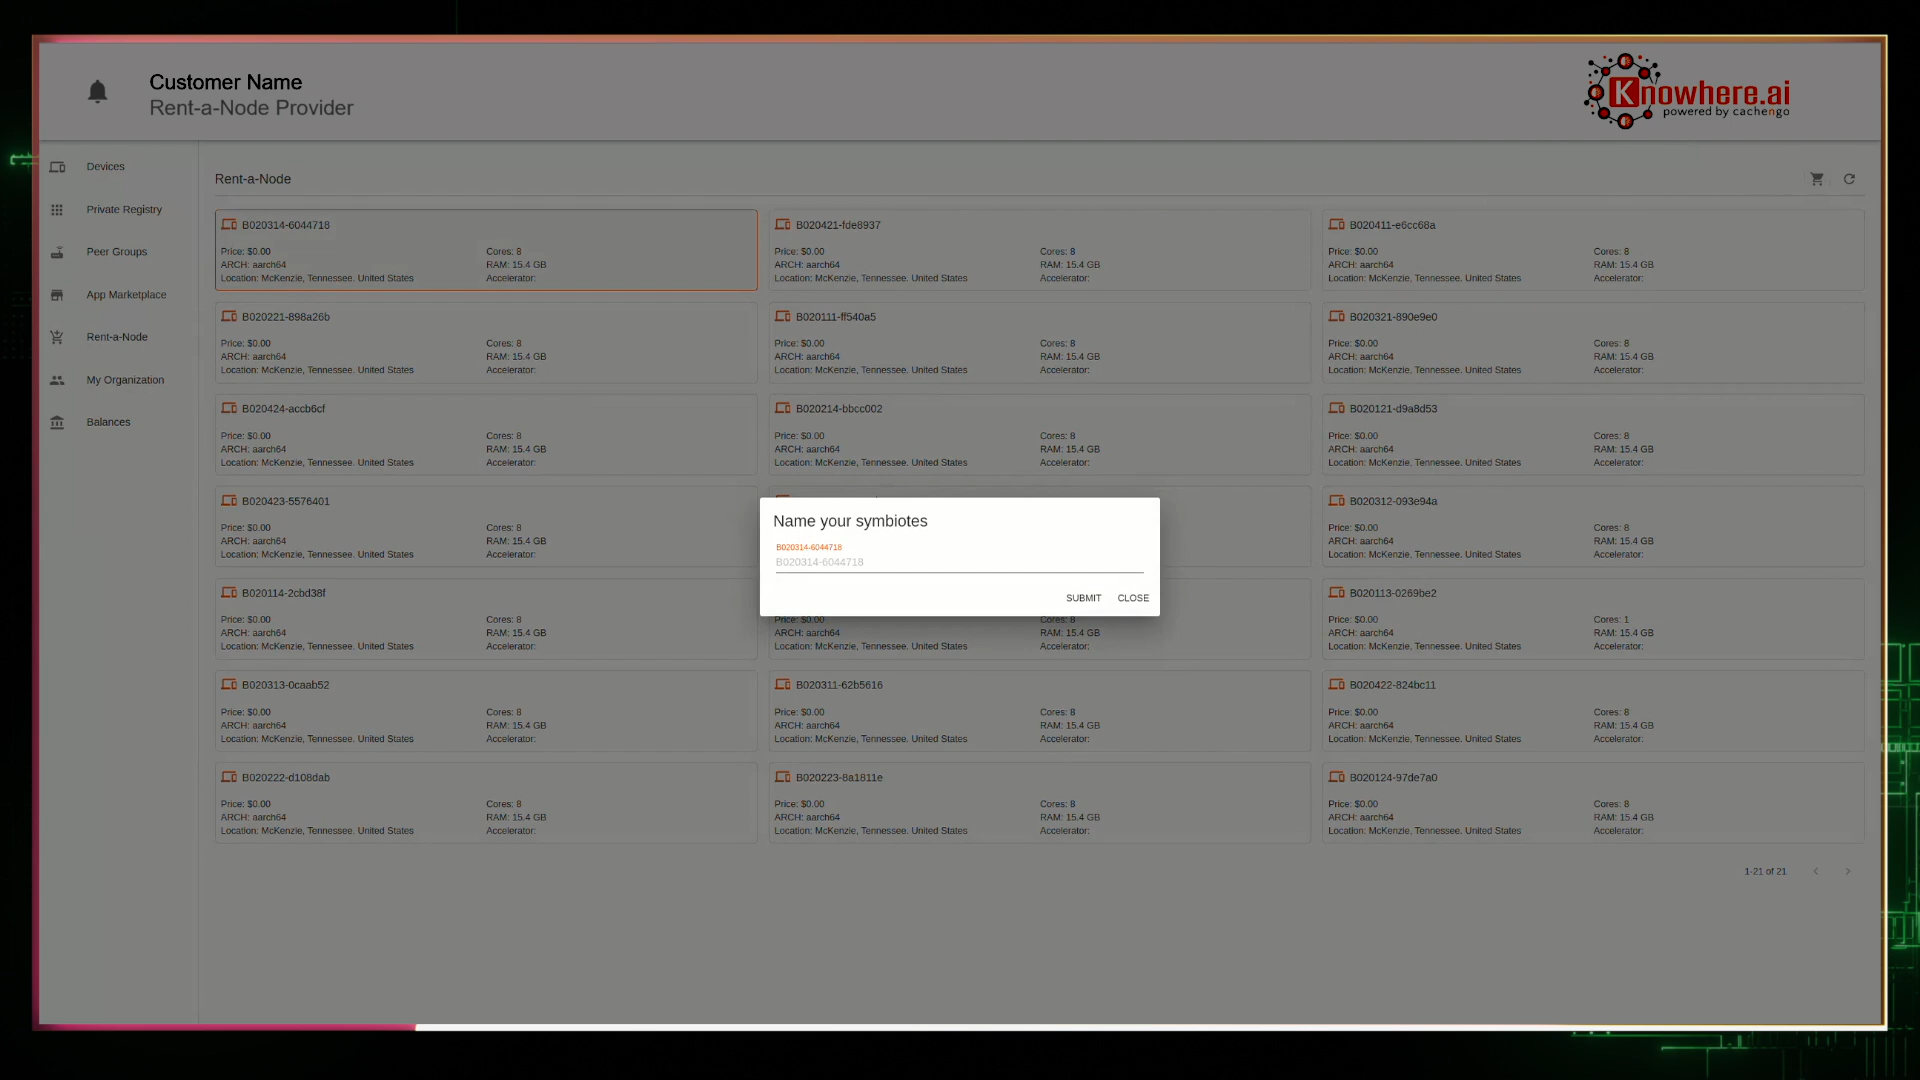 Customer Name
Rent-a-Node Provider
Knowhere.ai
powered by cachengo
Devices
Private Registry
Peer Groups
App Marketplace
Rent-a-Node
My Organization
Balances
Rent-a-Node
B020314-6044718
Price: $0.00 Cores: 8
ARCH: aarch64 RAM: 15.4 GB
Location: McKenzie, Tennessee. United States Accelerator:
B020421-fde8937
Price: $0.00 Cores: 8
ARCH: aarch64 RAM: 15.4 GB
Location: McKenzie, Tennessee. United States Accelerator:
B020411-e6cc68a
Price: $0.00 Cores: 8
ARCH: aarch64 RAM: 15.4 GB
Location: McKenzie, Tennessee. United States Accelerator:
B020221-898a26b
Price: $0.00 Cores: 8
ARCH: aarch64 RAM: 15.4 GB
Location: McKenzie, Tennessee. United States Accelerator:
B020111-ff540a5
Price: $0.00 Cores: 8
ARCH: aarch64 RAM: 15.4 GB
Location: McKenzie, Tennessee. United States Accelerator:
B020321-890e9e0
Price: $0.00 Cores: 8
ARCH: aarch64 RAM: 15.4 GB
Location: McKenzie, Tennessee. United States Accelerator:
B020424-accb6cf
Price: $0.00 Cores: 8
ARCH: aarch64 RAM: 15.4 GB
Location: McKenzie, Tennessee. United States Accelerator:
B020214-bbcc002
Price: $0.00 Cores: 8
ARCH: aarch64 RAM: 15.4 GB
Location: McKenzie, Tennessee. United States Accelerator:
B020121-d9a8d53
Price: $0.00 Cores: 8
ARCH: aarch64 RAM: 15.4 GB
Location: McKenzie, Tennessee. United States Accelerator:
B020423-5576401
Price: $0.00 Cores: 8
ARCH: aarch64 RAM: 15.4 GB
Location: McKenzie, Tennessee. United States Accelerator:
Name your symbiotes
B020314-6044718
B020314-6044718
SUBMIT CLOSE
B020312-093e94a
Price: $0.00 Cores: 8
ARCH: aarch64 RAM: 15.4 GB
Location: McKenzie, Tennessee. United States Accelerator:
B020114-2cbd38f
Price: $0.00 Cores: 8
ARCH: aarch64 RAM: 15.4 GB
Location: McKenzie, Tennessee. United States Accelerator:
Price: $0.00 Cores: 8
ARCH: aarch64 RAM: 15.4 GB
Location: McKenzie, Tennessee. United States Accelerator:
B020113-0269be2
Price: $0.00 Cores: 1
ARCH: aarch64 RAM: 15.4 GB
Location: McKenzie, Tennessee. United States Accelerator:
B020313-0caab52
Price: $0.00 Cores: 8
ARCH: aarch64 RAM: 15.4 GB
Location: McKenzie, Tennessee. United States Accelerator:
B020311-62b5616
Price: $0.00 Cores: 8
ARCH: aarch64 RAM: 15.4 GB
Location: McKenzie, Tennessee. United States Accelerator:
B020422-824bc11
Price: $0.00 Cores: 8
ARCH: aarch64 RAM: 15.4 GB
Location: McKenzie, Tennessee. United States Accelerator:
B020222-d108dab
Price: $0.00 Cores: 8
ARCH: aarch64 RAM: 15.4 GB
Location: McKenzie, Tennessee. United States Accelerator:
B020223-8a1811e
Price: $0.00 Cores: 8
ARCH: aarch64 RAM: 15.4 GB
Location: McKenzie, Tennessee. United States Accelerator:
B020124-97de7a0
Price: $0.00 Cores: 8
ARCH: aarch64 RAM: 15.4 GB
Location: McKenzie, Tennessee. United States Accelerator:
1-21 of 21